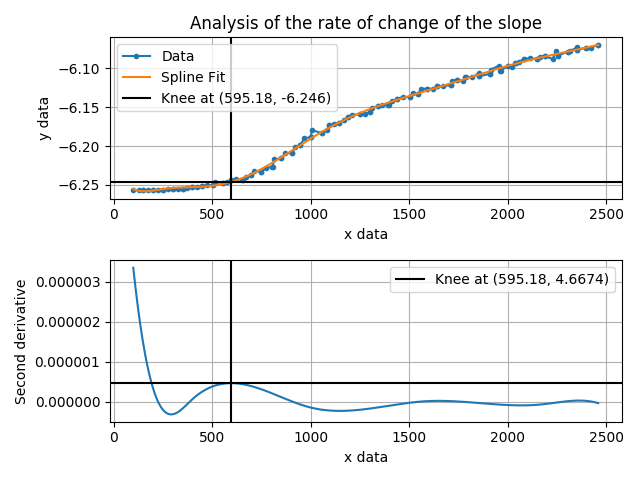 Analysis of the rate of change of the slope
Data
Spline Fit
Knee at (595.18, -6.246)
y data
−6.10
−6.15
−6.20
−6.25
0 500 1000 1500 2000 2500
x data
Knee at (595.18, 4.6674)
Second derivative
0.000003
0.000002
0.000001
0.000000
0 500 1000 1500 2000 2500
x data